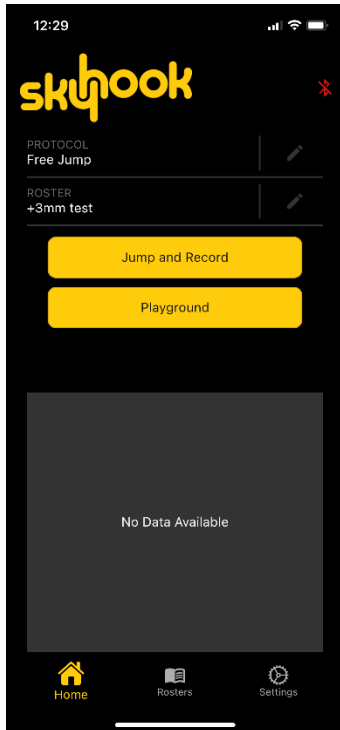 12:29
skyhook
PROTOCOL
Free Jump
ROSTER
+3mm test
Jump and Record
Playground
No Data Available
Home
Rosters
Settings